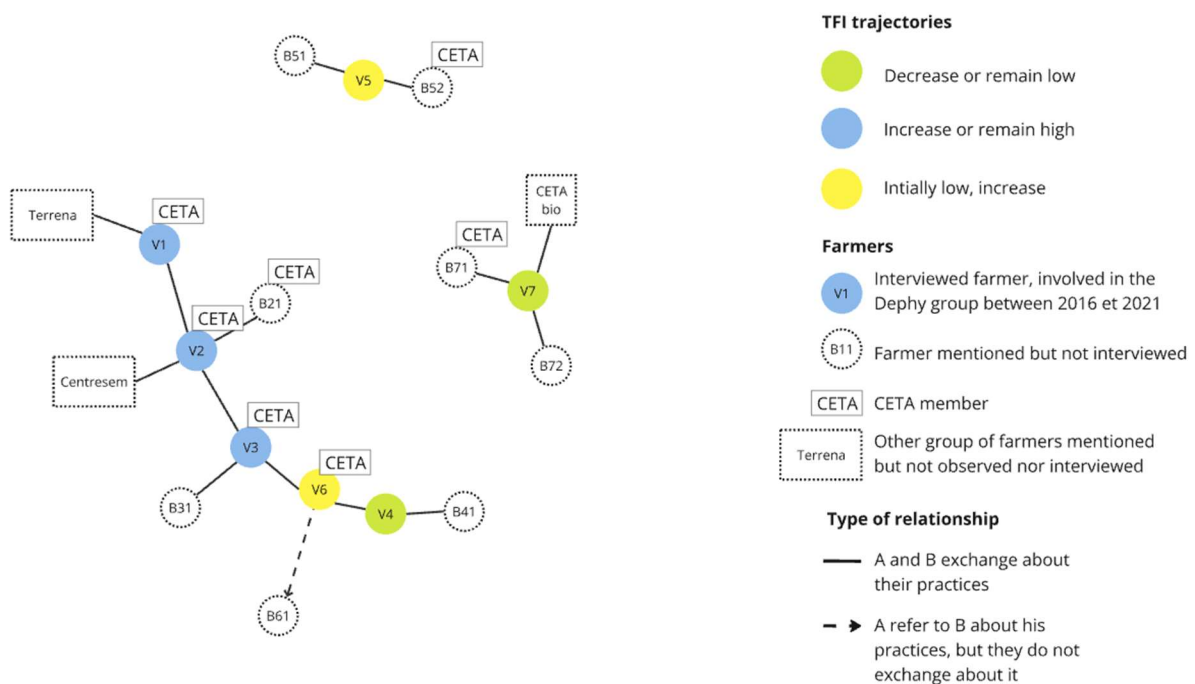 B51
V5
CETA
B52
Terrena
CETA
V1
CETA
B21
CETA
V2
Centresem
CETA
V3
CETA
V6
V4
B41
B31
B61
CETA
bio
CETA
B71
V7
B72
TFI trajectories
Decrease or remain low
Increase or remain high
Intially low, increase
Farmers
V1
Interviewed farmer, involved in the
Dephy group between 2016 et 2021
B11
Farmer mentioned but not interviewed
CETA
CETA member
Terrena
Other group of farmers mentioned
but not observed nor interviewed
Type of relationship
A and B exchange about
their practices
A refer to B about his
practices, but they do not
exchange about it